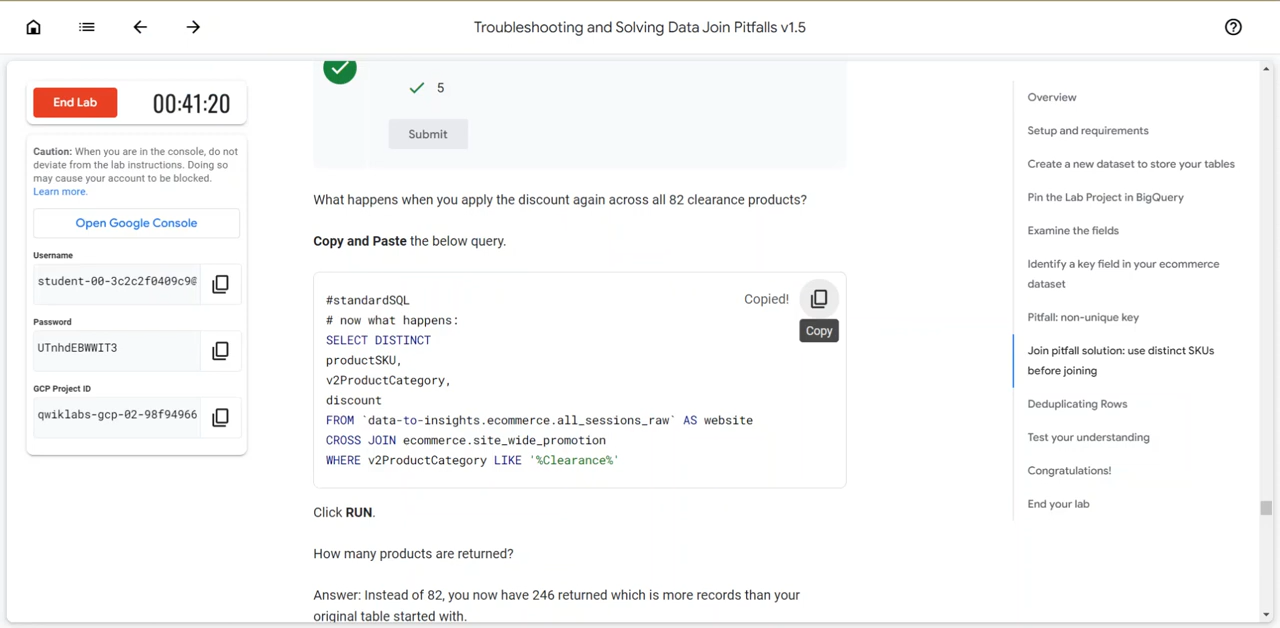 Troubleshooting and Solving Data Join Pitfalls v1.5
End Lab
00:41:20
Caution: When you are in the console, do not
deviate from the lab instructions. Doing so
may cause your account to be blocked.
Learn more.
Open Google Console
Username
student-00-3c2c2f0409c9@
Password
UTnhdEBWWIT3
GCP Project ID
qwiklabs-gcp-02-98f94966
5
Submit
What happens when you apply the discount again across all 82 clearance products?
Copy and Paste the below query.
Copied!
Copy
#standardSQL
# now what happens:
SELECT DISTINCT
productSKU,
v2ProductCategory,
discount
FROM `data-to-insights.ecommerce.all_sessions_raw` AS website
CROSS JOIN ecommerce.site_wide_promotion
WHERE v2ProductCategory LIKE '%Clearance%'
Click RUN.
How many products are returned?
Answer: Instead of 82, you now have 246 returned which is more records than your
original table started with.
Overview
Setup and requirements
Create a new dataset to store your tables
Pin the Lab Project in BigQuery
Examine the fields
Identify a key field in your ecommerce
dataset
Pitfall: non-unique key
Join pitfall solution: use distinct SKUs
before joining
Deduplicating Rows
Test your understanding
Congratulations!
End your lab